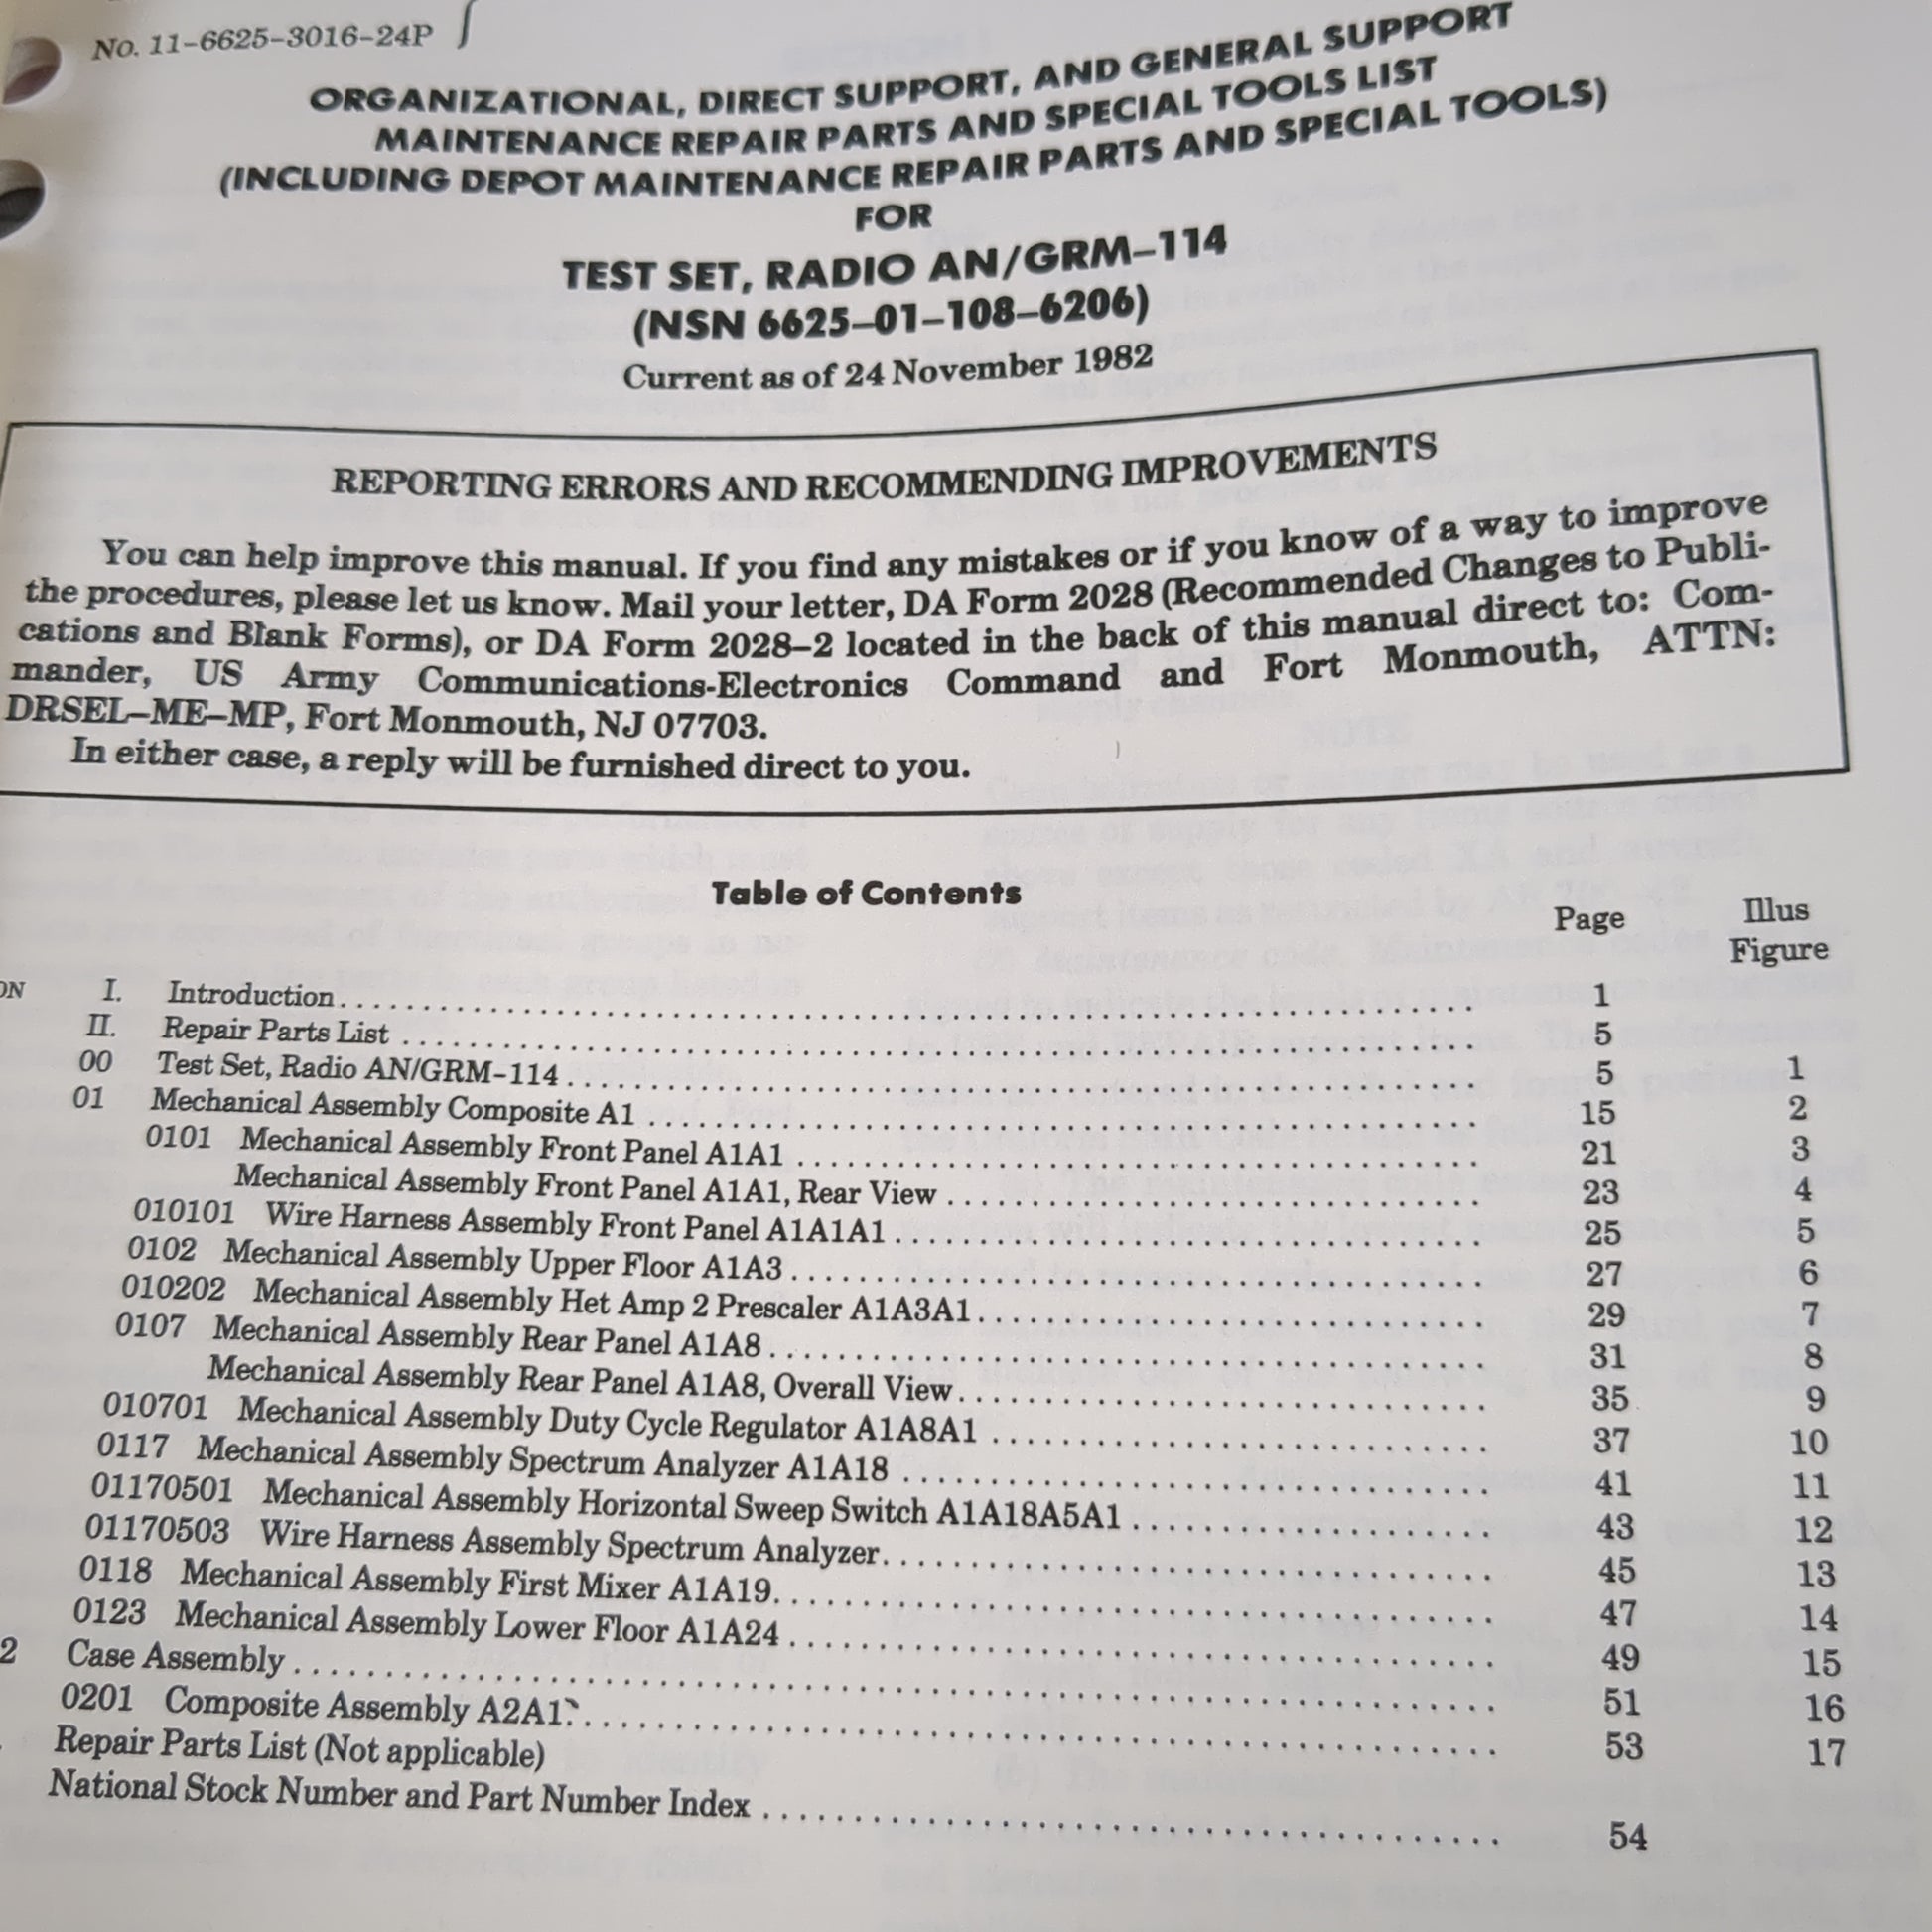 No. 11-6625-3016-24P
ORGANIZATIONAL, DIRECT SUPPORT, AND GENERAL SUPPORT
MAINTENANCE REPAIR PARTS AND SPECIAL TOOLS LIST
(INCLUDING DEPOT MAINTENANCE REPAIR PARTS AND SPECIAL TOOLS)
FOR
TEST SET, RADIO AN/GRM-114
(NSN 6625-01-108-6206)
Current as of 24 November 1982
REPORTING ERRORS AND RECOMMENDING IMPROVEMENTS
You can help improve this manual. If you find any mistakes or if you know of a way to improve
the procedures, please let us know. Mail your letter, DA Form 2028 (Recommended Changes to Publi-
cations and Blank Forms), or DA Form 2028-2 located in the back of this manual direct to: Com-
mander, US Army Communications-Electronics Command and Fort Monmouth, ATTN:
DRSEL-ME-MP, Fort Monmouth, NJ 07703.
In either case, a reply will be furnished direct to you.
Table of Contents
Page Illus Figure
ON I. Introduction 1
II. Repair Parts List 5
00 Test Set, Radio AN/GRM-114 5 1
01 Mechanical Assembly Composite A1 15 2
0101 Mechanical Assembly Front Panel A1A1 21 3
Mechanical Assembly Front Panel A1A1, Rear View 23 4
010101 Wire Harness Assembly Front Panel A1A1A1 25 5
0102 Mechanical Assembly Upper Floor A1A3 27 6
010202 Mechanical Assembly Het Amp 2 Prescaler A1A3A1 29 7
0107 Mechanical Assembly Rear Panel A1A8 31 8
Mechanical Assembly Rear Panel A1A8, Overall View 35 9
010701 Mechanical Assembly Duty Cycle Regulator A1A8A1 37 10
0117 Mechanical Assembly Spectrum Analyzer A1A18 41 11
01170501 Mechanical Assembly Horizontal Sweep Switch A1A18A5A1 43 12
01170503 Wire Harness Assembly Spectrum Analyzer 45 13
0118 Mechanical Assembly First Mixer A1A19 47 14
0123 Mechanical Assembly Lower Floor A1A24 49 15
2 Case Assembly 51 16
0201 Composite Assembly A2A1 53 17
Repair Parts List (Not applicable)
National Stock Number and Part Number Index 54